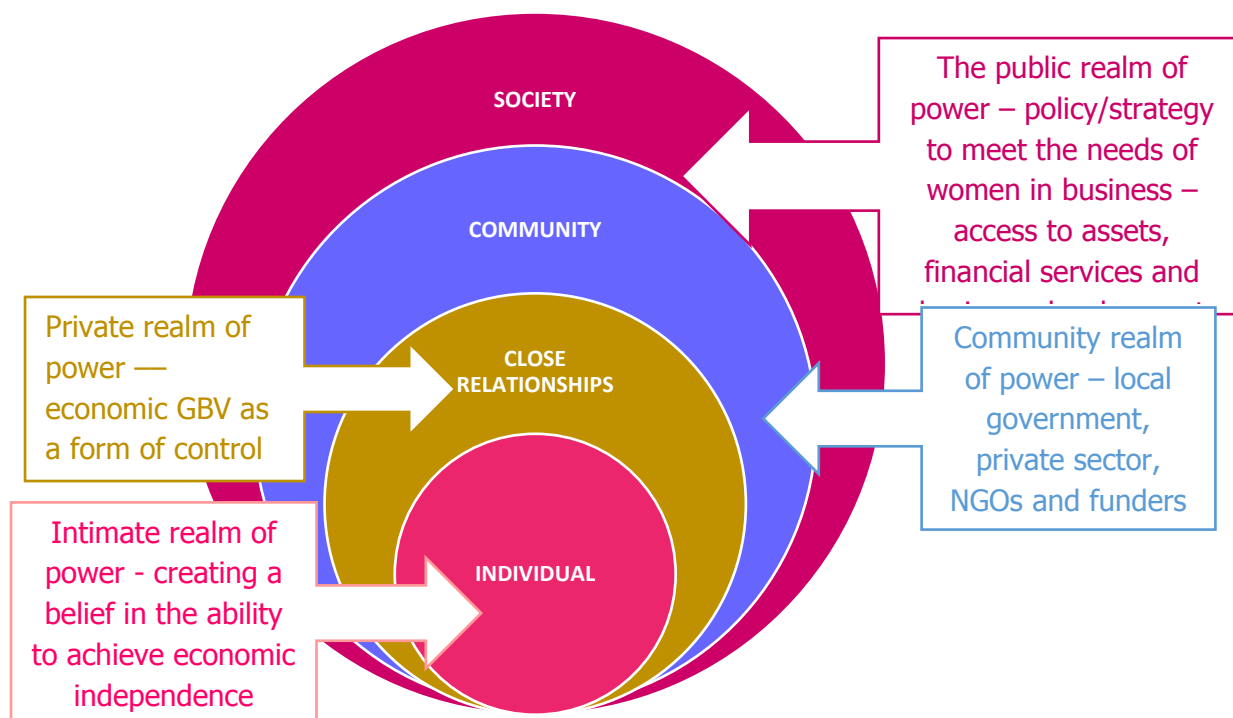 SOCIETY
The public realm of
power – policy/strategy
to meet the needs of
women in business –
access to assets,
financial services and
COMMUNITY
Private realm of
power —
economic GBV as
a form of control
CLOSE
RELATIONSHIPS
Community realm
of power – local
government,
private sector,
NGOs and funders
Intimate realm of
power - creating a
belief in the ability
to achieve economic
independence
INDIVIDUAL